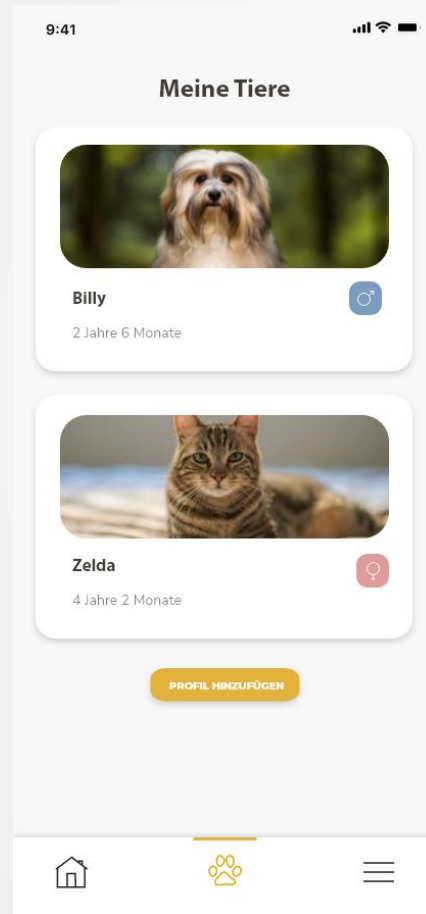 9:41
Meine Tiere
Billy
2 Jahre 6 Monate
Zelda
4 Jahre 2 Monate
PROFIL HINZUFÜGEN